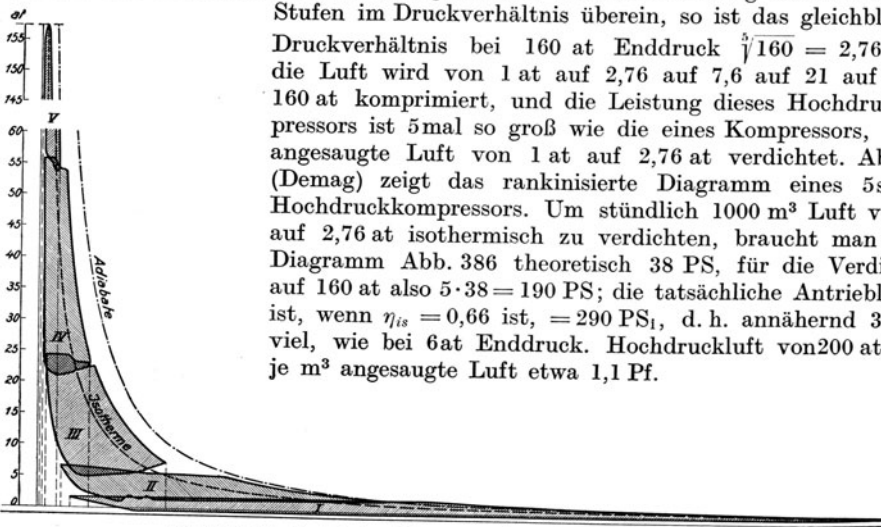 Stufen im Druckverhältnis überein, so ist das gleichbl
Druckverhältnis bei 160 at Enddruck ⁵√160 = 2,76
die Luft wird von 1 at auf 2,76 auf 7,6 auf 21 auf
160 at komprimiert, und die Leistung dieses Hochdru
pressors ist 5mal so groß wie die eines Kompressors,
angesaugte Luft von 1 at auf 2,76 at verdichtet. Ab
(Demag) zeigt das rankinisierte Diagramm eines 5s
Hochdruckkompressors. Um stündlich 1000 m³ Luft v
auf 2,76 at isothermisch zu verdichten, braucht man
Diagramm Abb. 386 theoretisch 38 PS, für die Verdi
auf 160 at also 5·38 = 190 PS; die tatsächliche Antriebl
ist, wenn ηis = 0,66 ist, = 290 PSI, d. h. annähernd 3
viel, wie bei 6at Enddruck. Hochdruckluft von200 at
je m³ angesaugte Luft etwa 1,1 Pf.
at
155
150
145
V
60
55
50
45
40
Adiabate
35
30
IV
25
20
Isotherme
15
III
10
5
II
0
I